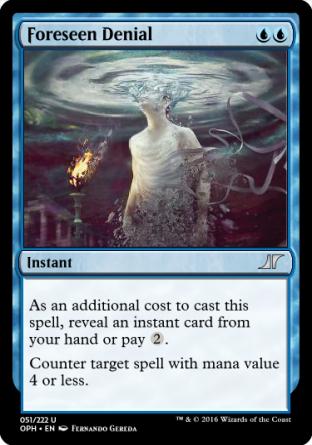 Foreseen Denial
Instant
As an additional cost to cast this
spell, reveal an instant card from
your hand or pay 2.
Counter target spell with mana value
4 or less.
051/222 U
OPH • EN FERNANDO GEREDA
™ & © 2016 Wizards of the Coast